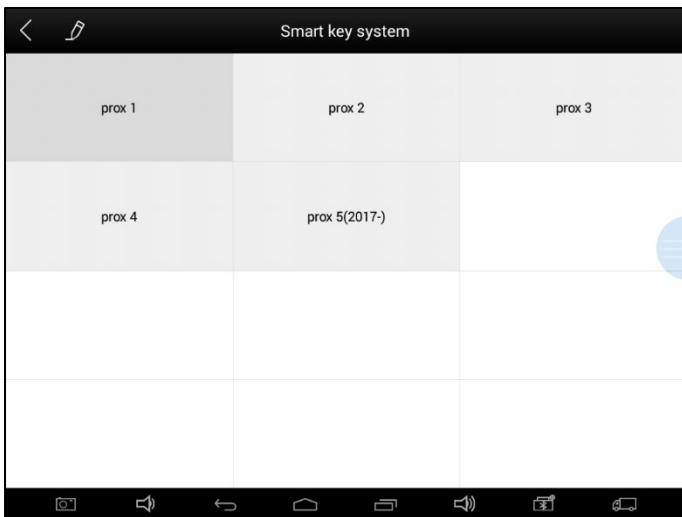 Smart key system
prox 1
prox 2
prox 3
prox 4
prox 5(2017-)